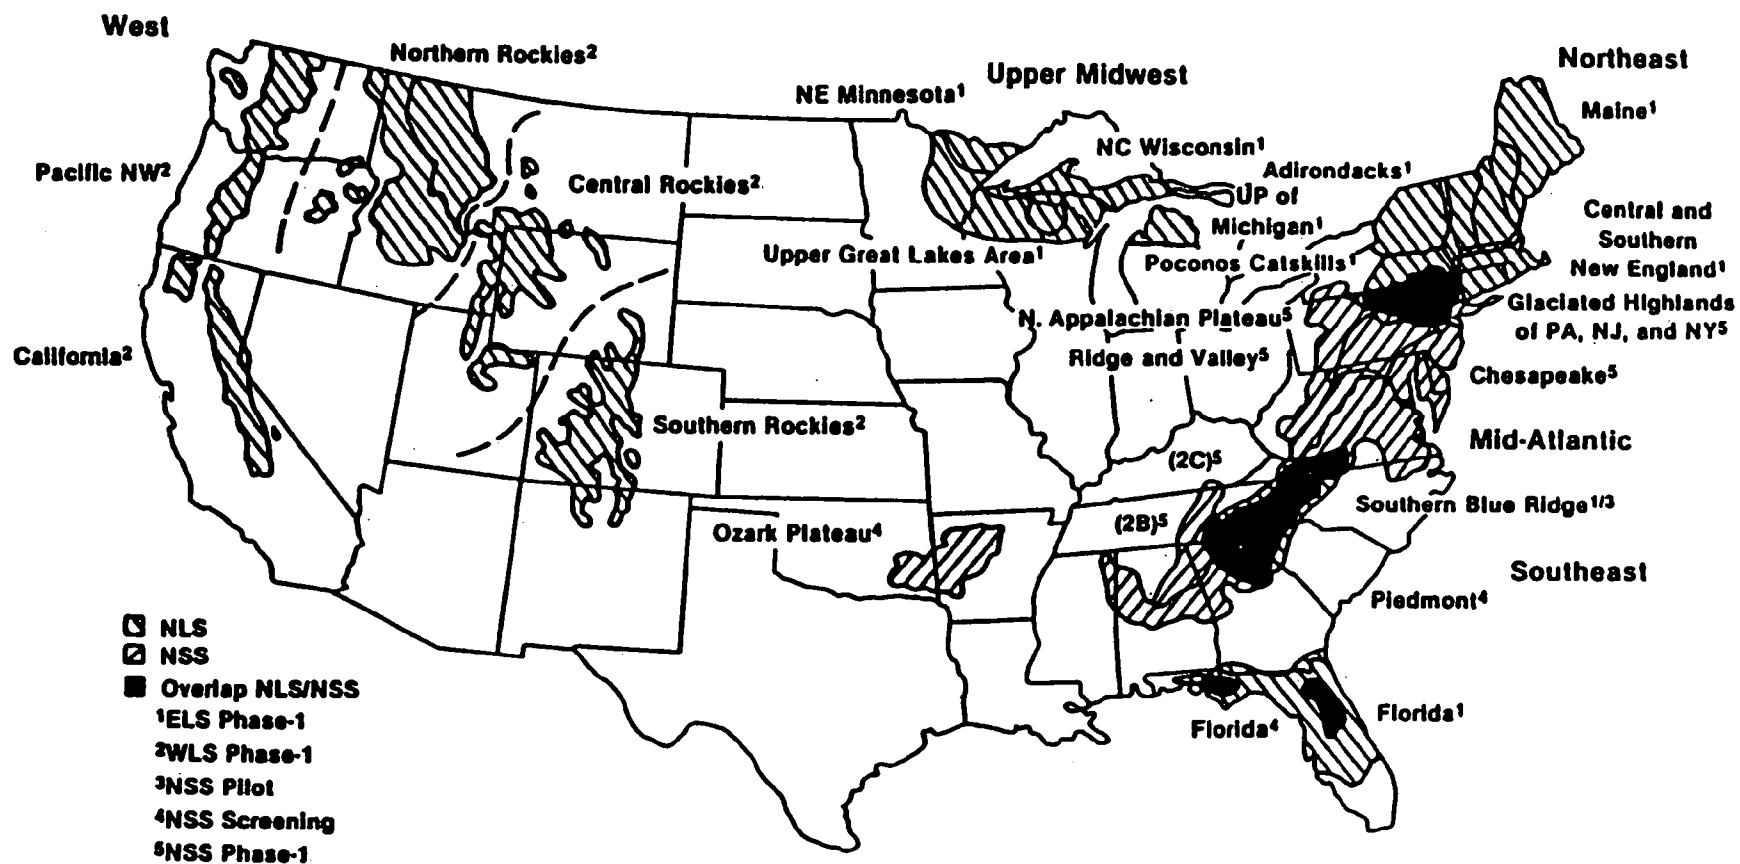 West
Northern Rockies²
Upper Midwest
Northeast
NE Minnesota¹
Maine¹
Pacific NW²
Central Rockies²
NC Wisconsin¹
Adirondacks¹
UP of
Michigan¹
Central and
Southern
New England¹
Upper Great Lakes Area¹
Poconos Catskills¹
N. Appalachian Plateau⁵
Glaciated Highlands
of PA, NJ, and NY⁵
California²
Ridge and Valley⁵
Chesapeake⁵
Southern Rockies²
Mid-Atlantic
(2C)⁵
Southern Blue Ridge¹/³
(2B)⁵
Ozark Plateau⁴
Southeast
Piedmont⁴
Florida⁴
Florida¹
NLS
NSS
Overlap NLS/NSS
¹ELS Phase-1
²WLS Phase-1
³NSS Pilot
⁴NSS Screening
⁵NSS Phase-1